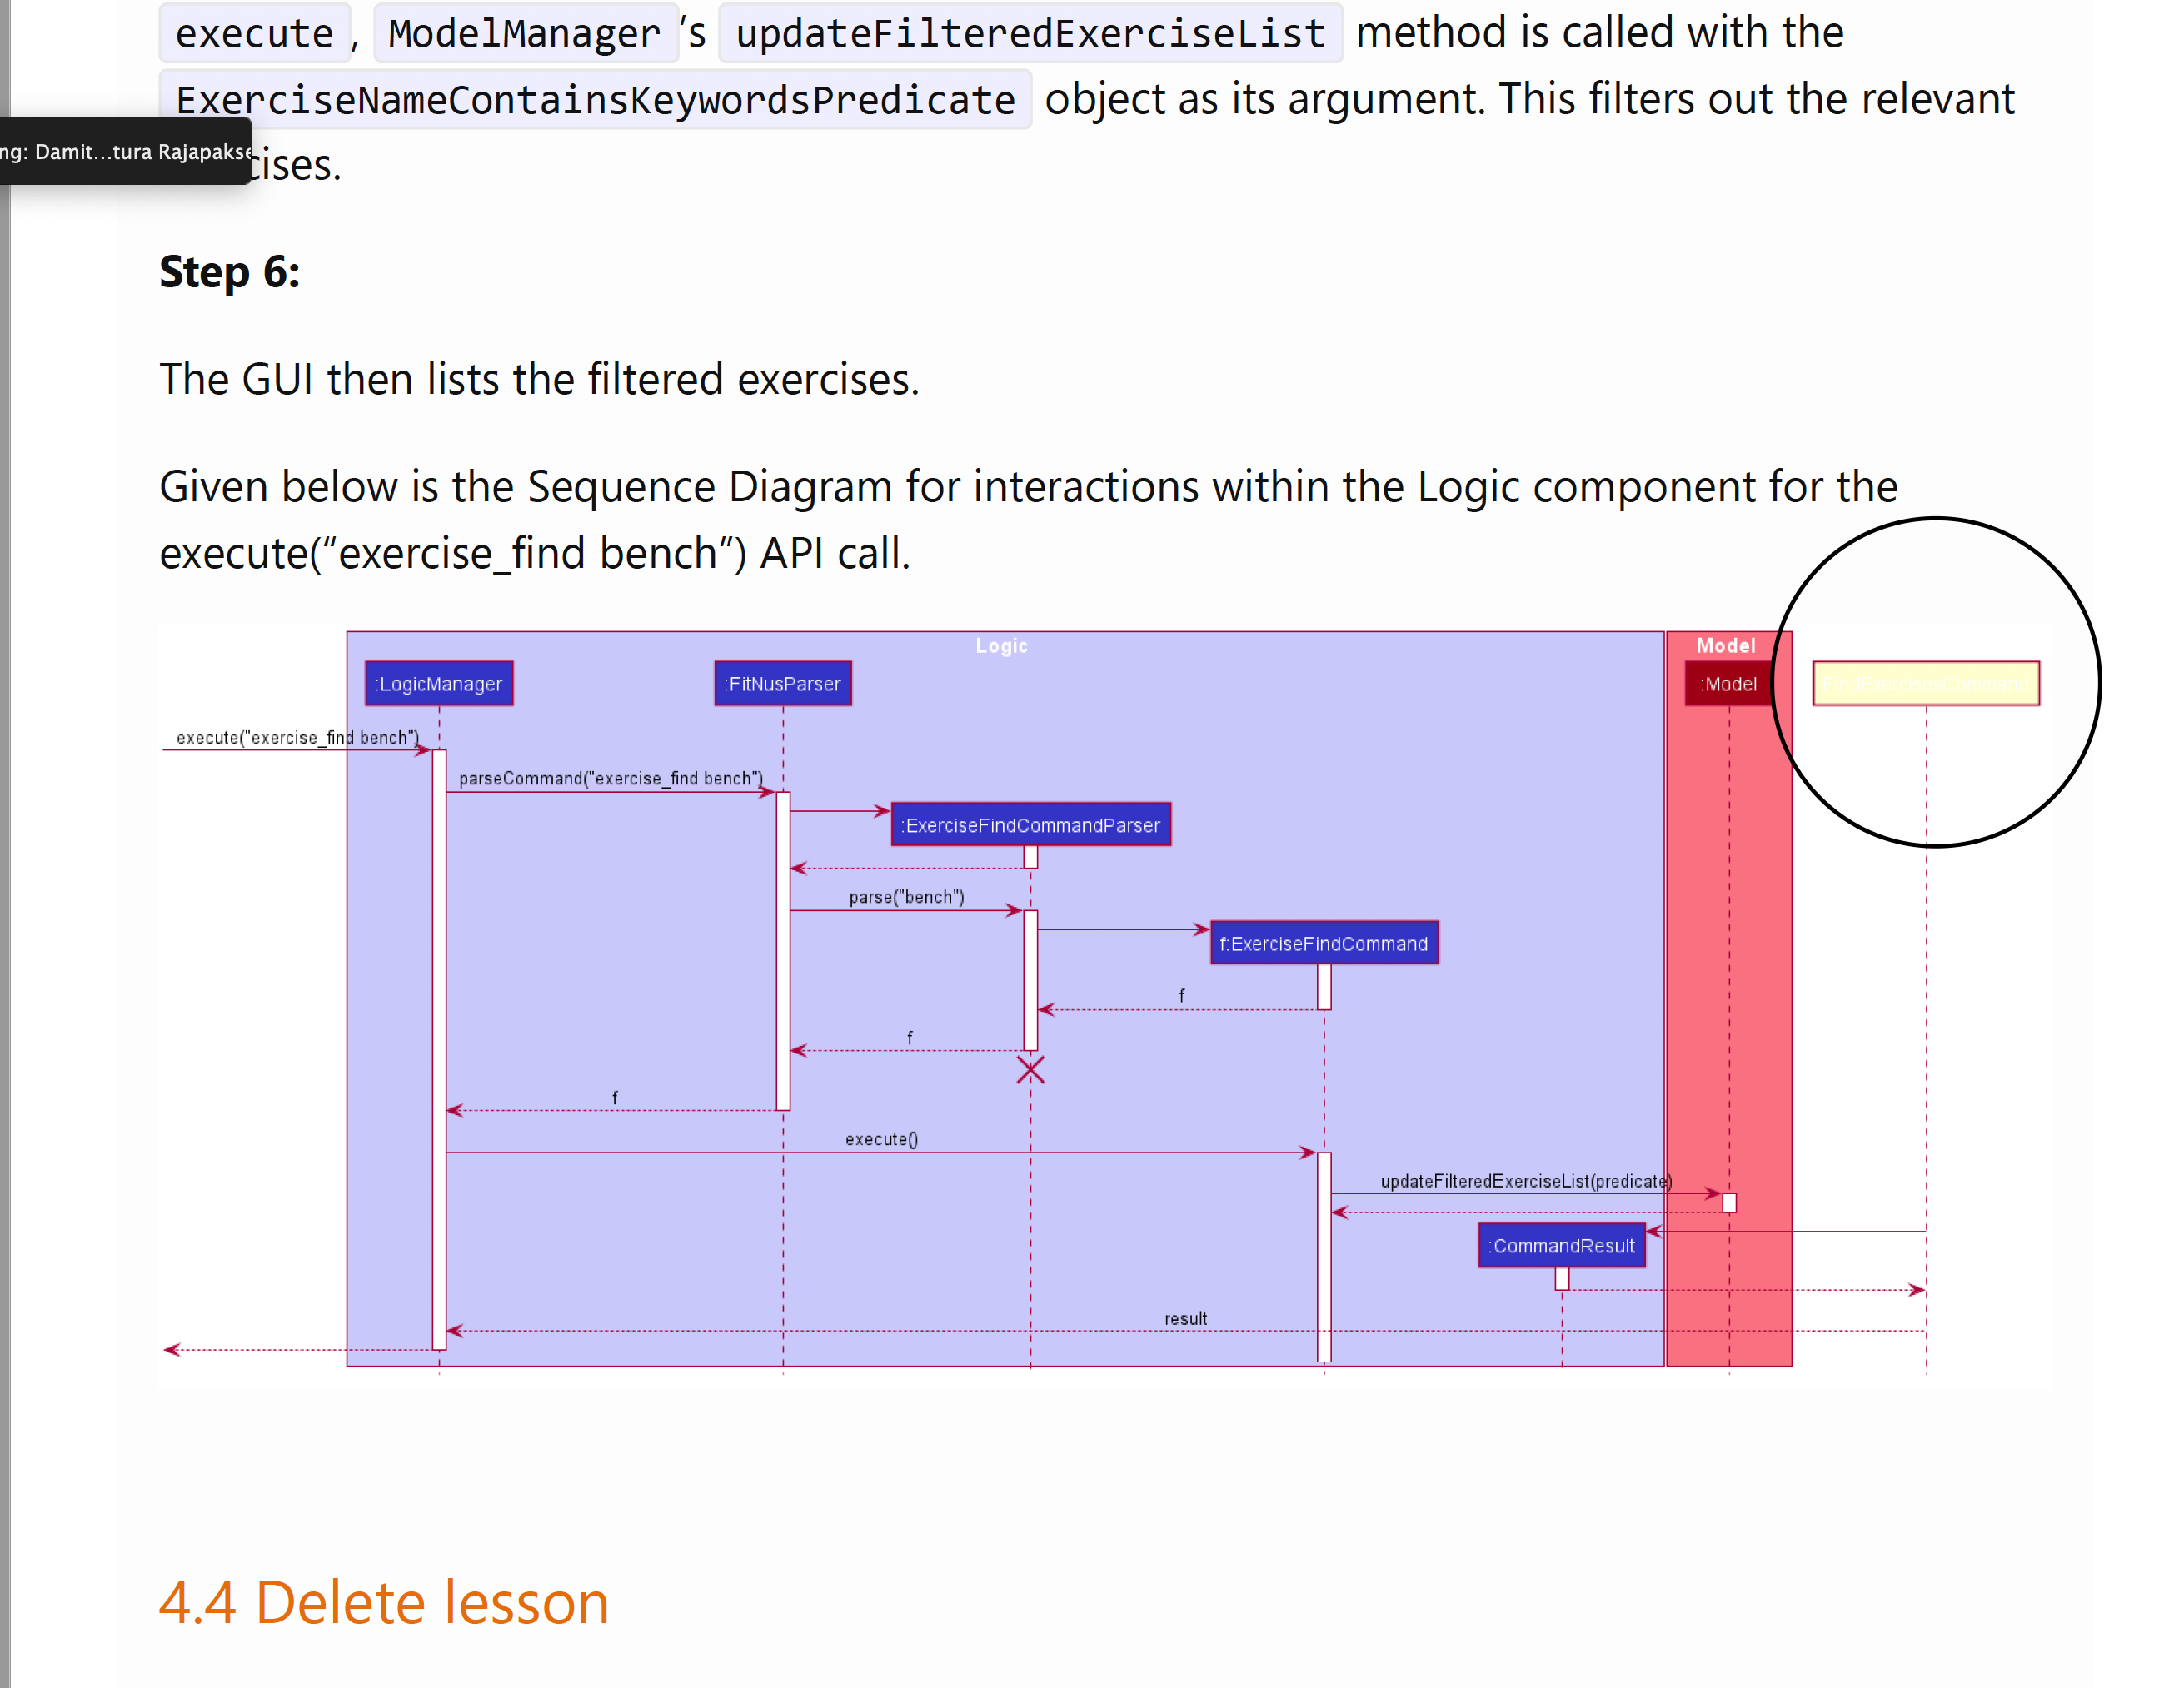 execute, ModelManager’s updateFilteredExerciseList method is called with the
ExerciseNameContainsKeywordsPredicate object as its argument. This filters out the relevant
ng: Damit...tura Rajapakse
cises.
Step 6:
The GUI then lists the filtered exercises.
Given below is the Sequence Diagram for interactions within the Logic component for the
execute(“exercise_find bench”) API call.
Logic
Model
:LogicManager
:FitNusParser
:Model
FindExercisesCommand
execute("exercise_find bench")
parseCommand("exercise_find bench")
:ExerciseFindCommandParser
parse("bench")
f:ExerciseFindCommand
f
f
f
execute()
updateFilteredExerciseList(predicate)
:CommandResult
result
4.4 Delete lesson